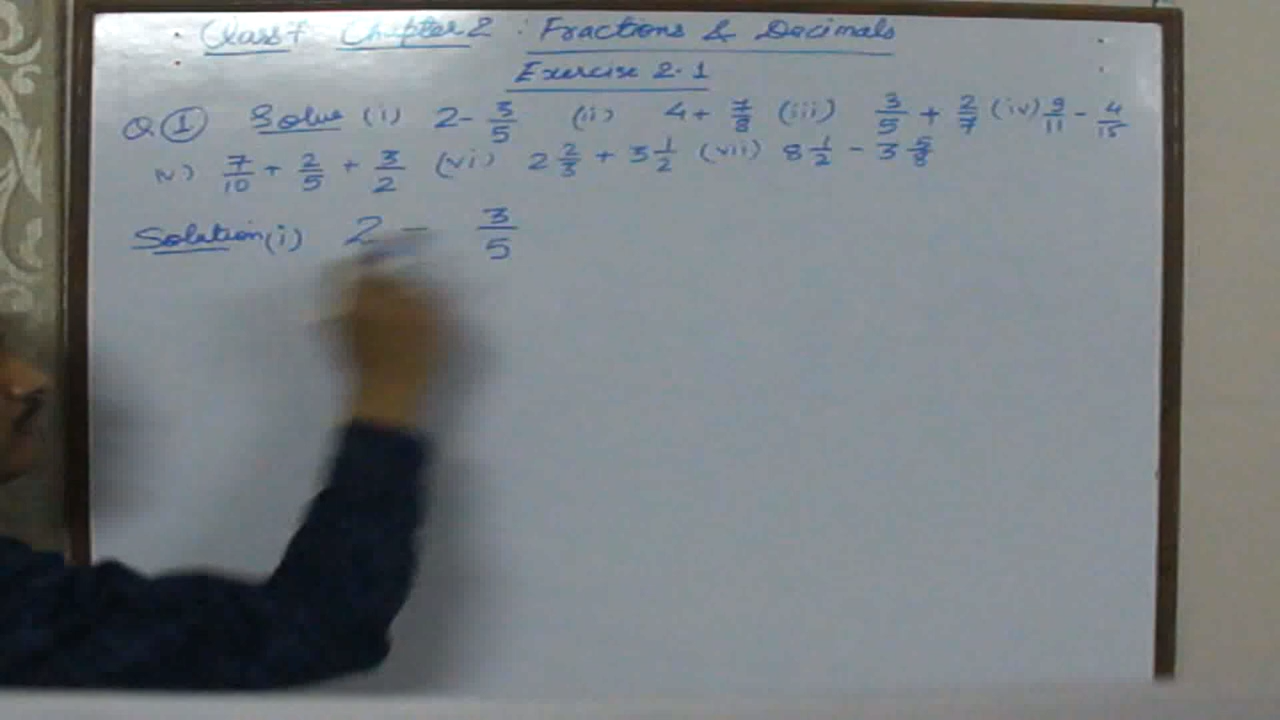 Class 7 Chapter 2 : Fractions & Decimals
Exercise 2.1
Q. 1 Solve (i) 2 - 3/5 (ii) 4 + 7/8 (iii) 3/5 + 2/7 (iv) 9/11 - 4/15
v) 7/10 + 2/5 + 3/2 (vi) 2 2/3 + 3 1/2 (vii) 8 1/2 - 3 5/8
Solution (i) 2 - 3/5